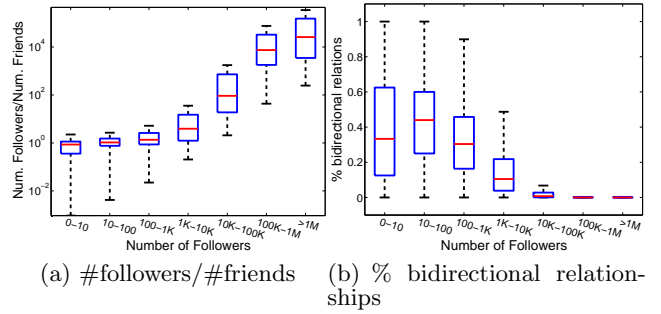 Num. Followers/Num. Friends
10^4
10^2
10^0
10^-2
0-10
10-100
100-1K
1K-10K
10K-100K
100K-1M
>1M
Number of Followers
(a) #followers/#friends
% bidirectional relations
1
0.8
0.6
0.4
0.2
0
0-10
10-100
100-1K
1K-10K
10K-100K
100K-1M
>1M
Number of Followers
(b) % bidirectional relation-
ships